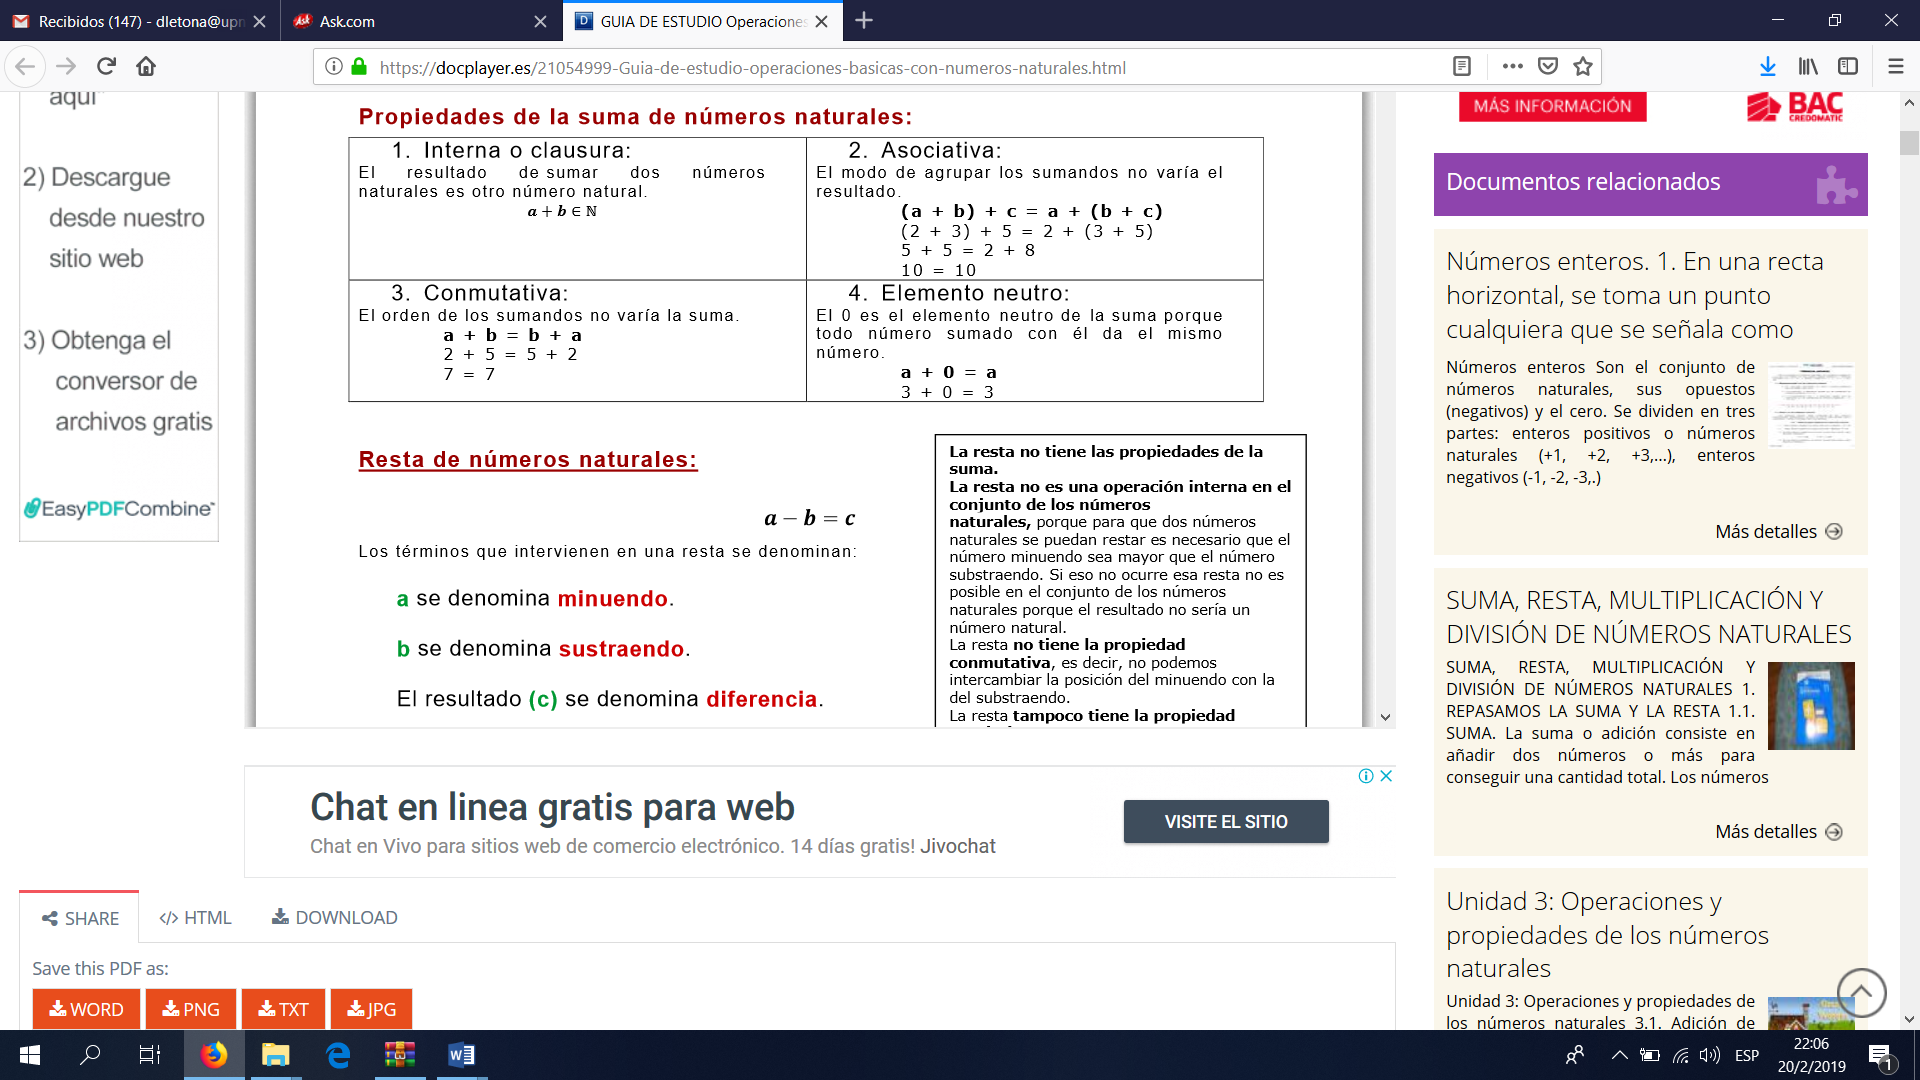 Recibidos (147) - dletona@upn
Ask.com
GUIA DE ESTUDIO Operaciones
https://docplayer.es/21054999-Guia-de-estudio-operaciones-basicas-con-numeros-naturales.html
aquí"
2) Descargue
desde nuestro
sitio web
3) Obtenga el
conversor de
archivos gratis
EasyPDFCombine™
Propiedades de la suma de números naturales:
1. Interna o clausura:
El resultado de sumar dos números
naturales es otro número natural.
a + b ∈ ℕ
2. Asociativa:
El modo de agrupar los sumandos no varía el
resultado.
(a + b) + c = a + (b + c)
(2 + 3) + 5 = 2 + (3 + 5)
5 + 5 = 2 + 8
10 = 10
3. Conmutativa:
El orden de los sumandos no varía la suma.
a + b = b + a
2 + 5 = 5 + 2
7 = 7
4. Elemento neutro:
El 0 es el elemento neutro de la suma porque
todo número sumado con él da el mismo
número.
a + 0 = a
3 + 0 = 3
Resta de números naturales:
a − b = c
Los términos que intervienen en una resta se denominan:
a se denomina minuendo.
b se denomina sustraendo.
El resultado (c) se denomina diferencia.
La resta no tiene las propiedades de la
suma.
La resta no es una operación interna en el
conjunto de los números
naturales, porque para que dos números
naturales se puedan restar es necesario que el
número minuendo sea mayor que el número
substraendo. Si eso no ocurre esa resta no es
posible en el conjunto de los números
naturales porque el resultado no sería un
número natural.
La resta no tiene la propiedad
conmutativa, es decir, no podemos
intercambiar la posición del minuendo con la
del substraendo.
La resta tampoco tiene la propiedad
Chat en linea gratis para web
Chat en Vivo para sitios web de comercio electrónico. 14 días gratis! Jivochat
VISITE EL SITIO
SHARE
</> HTML
DOWNLOAD
Save this PDF as:
WORD
PNG
TXT
JPG
MÁS INFORMACIÓN
BAC
CREDOMATIC
Documentos relacionados
Números enteros. 1. En una recta
horizontal, se toma un punto
cualquiera que se señala como
Números enteros Son el conjunto de
números naturales, sus opuestos
(negativos) y el cero. Se dividen en tres
partes: enteros positivos o números
naturales (+1, +2, +3,...), enteros
negativos (-1, -2, -3,.)
Más detalles
SUMA, RESTA, MULTIPLICACIÓN Y
DIVISIÓN DE NÚMEROS NATURALES
SUMA, RESTA, MULTIPLICACIÓN Y
DIVISIÓN DE NÚMEROS NATURALES 1.
REPASAMOS LA SUMA Y LA RESTA 1.1.
SUMA. La suma o adición consiste en
añadir dos números o más para
conseguir una cantidad total. Los números
Más detalles
Unidad 3: Operaciones y
propiedades de los números
naturales
Unidad 3: Operaciones y propiedades de
los números naturales 3.1. Adición de
ESP
22:06
20/2/2019
1